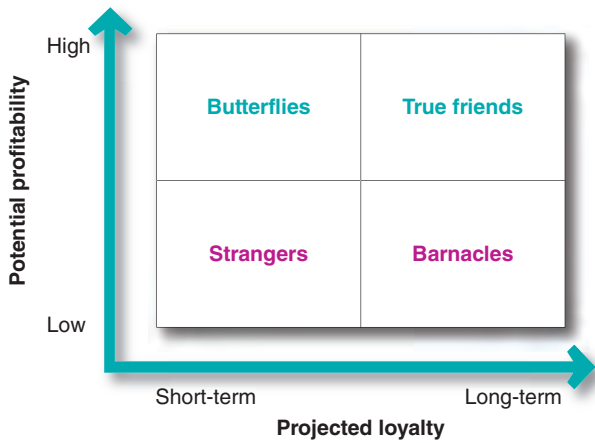 Potential profitability
High
Butterflies
True friends
Strangers
Barnacles
Low
Short-term
Long-term
Projected loyalty